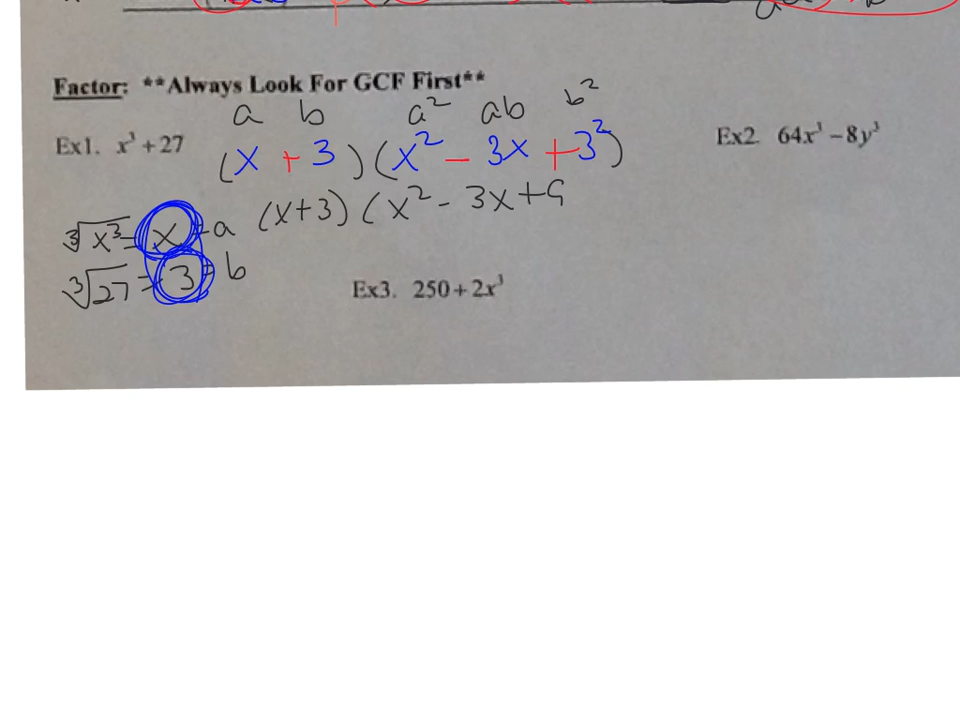 Factor: **Always Look For GCF First**
a b a² ab b²
Ex1. x³ + 27
(x + 3)(x² - 3x + 3²)
Ex2. 64x³ - 8y³
(x+3)(x² - 3x + 9
∛x³ = x = a
∛27 = 3 = b
Ex3. 250 + 2x³